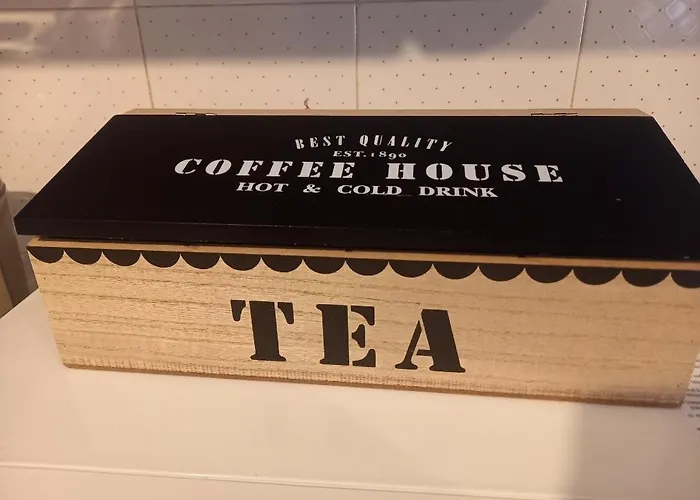 BEST QUALITY
EST. 1890
COFFEE HOUSE
HOT & COLD DRINK
TEA